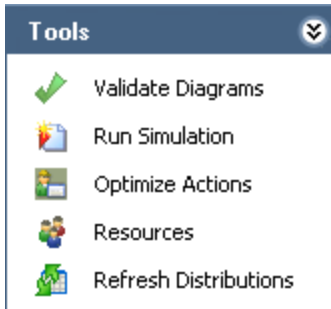 Tools
Validate Diagrams
Run Simulation
Optimize Actions
Resources
Refresh Distributions